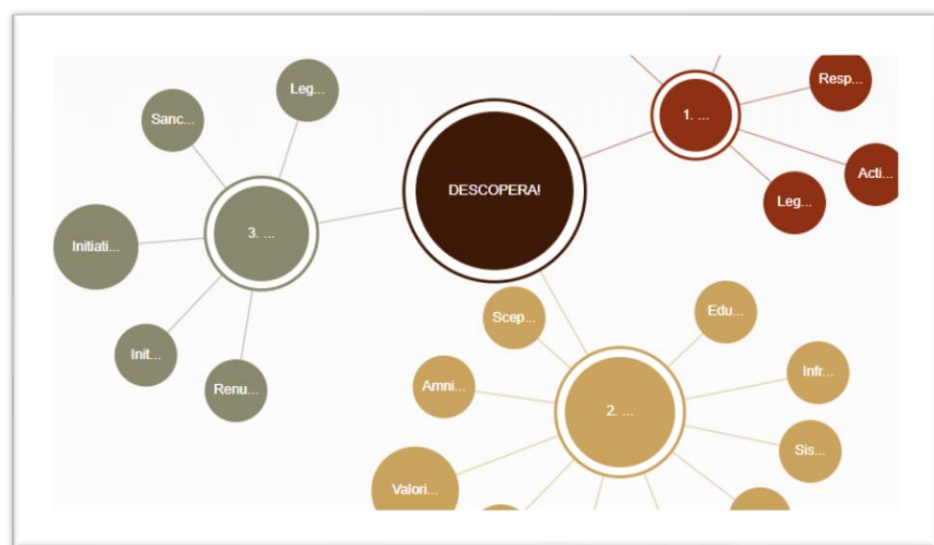 Leg...
Resp...
Sanc...
1. ...
Acti...
DESCOPERA!
Leg...
3. ...
Initiati...
Edu...
Scep...
Init...
Infr...
Renu...
Amni...
2. ...
Sis...
Valori...